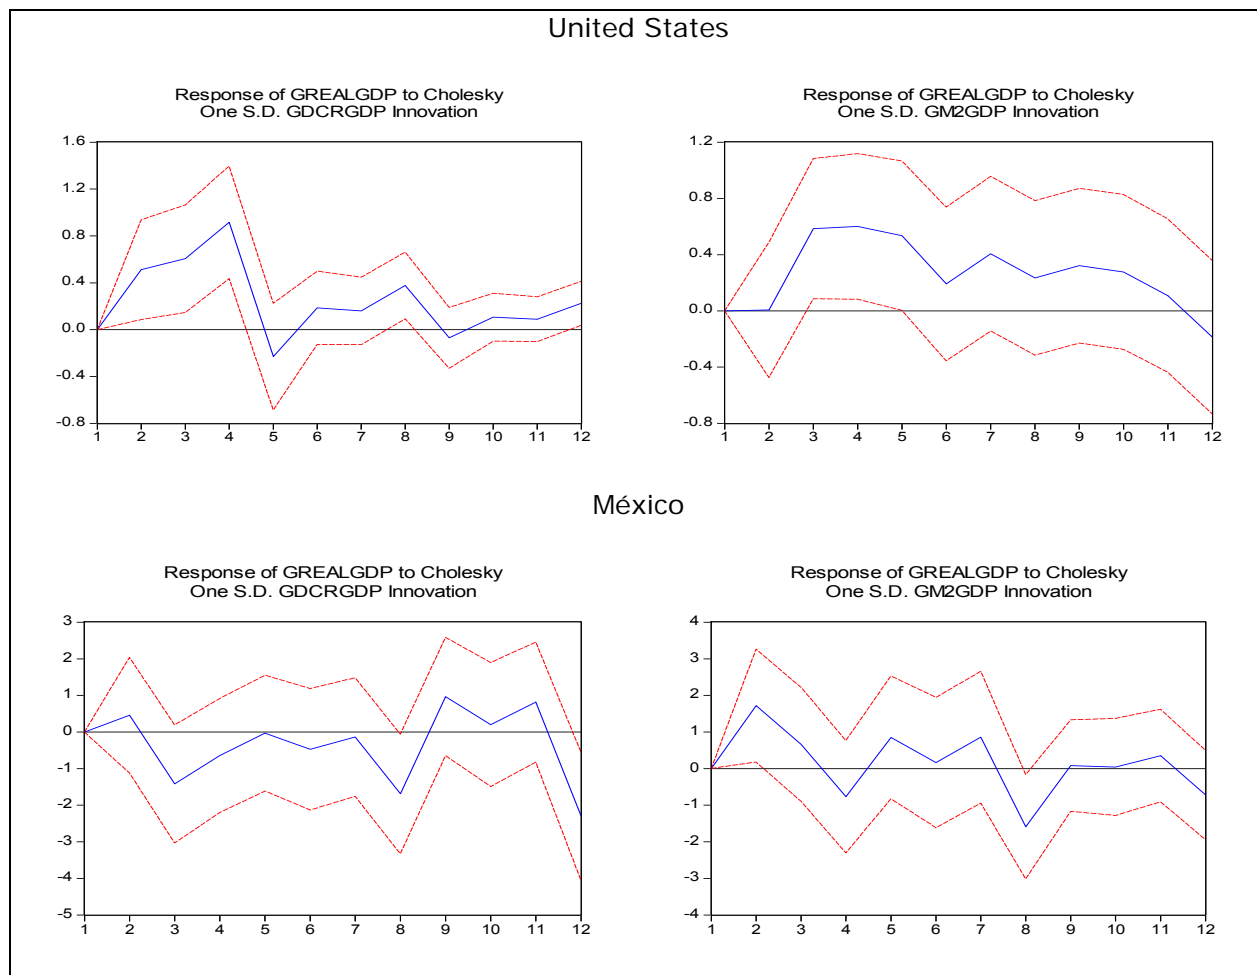 United States
Response of GREALGDP to Cholesky
One S.D. GDCRGDP Innovation
1.6
1.2
0.8
0.4
0.0
-0.4
-0.8
1 2 3 4 5 6 7 8 9 10 11 12
Response of GREALGDP to Cholesky
One S.D. GM2GDP Innovation
1.2
0.8
0.4
0.0
-0.4
-0.8
1 2 3 4 5 6 7 8 9 10 11 12
México
Response of GREALGDP to Cholesky
One S.D. GDCRGDP Innovation
3
2
1
0
-1
-2
-3
-4
-5
1 2 3 4 5 6 7 8 9 10 11 12
Response of GREALGDP to Cholesky
One S.D. GM2GDP Innovation
4
3
2
1
0
-1
-2
-3
-4
1 2 3 4 5 6 7 8 9 10 11 12